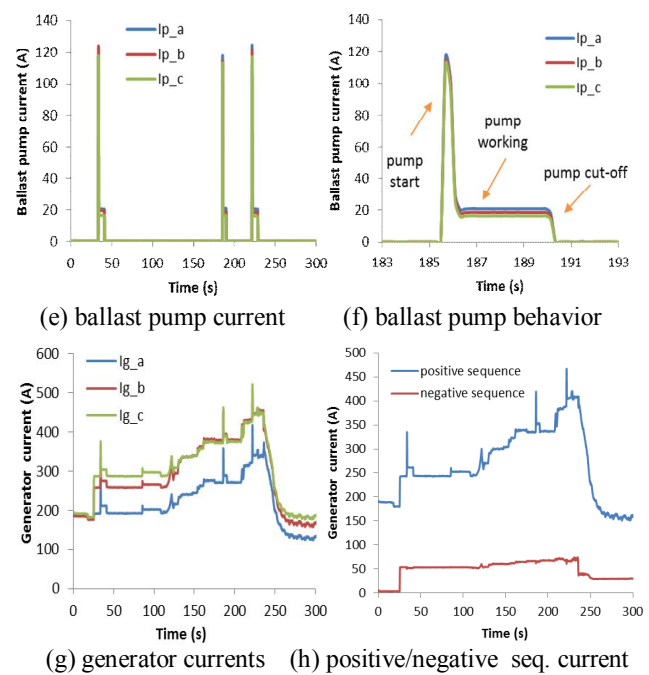 Ballast pump current (A)
140
120
100
80
60
40
20
0
Ip_a
Ip_b
Ip_c
0 50 100 150 200 250 300
Time (s)
(e) ballast pump current
Ballast pump current (A)
140
120
100
80
60
40
20
0
Ip_a
Ip_b
Ip_c
pump start
pump working
pump cut-off
183 185 187 189 191 193
Time (s)
(f) ballast pump behavior
Generator current (A)
600
500
400
300
200
100
0
Ig_a
Ig_b
Ig_c
0 50 100 150 200 250 300
Time (s)
(g) generator currents
Generator current (A)
500
450
400
350
300
250
200
150
100
50
0
positive sequence
negative sequence
0 50 100 150 200 250 300
Time (s)
(h) positive/negative seq. current